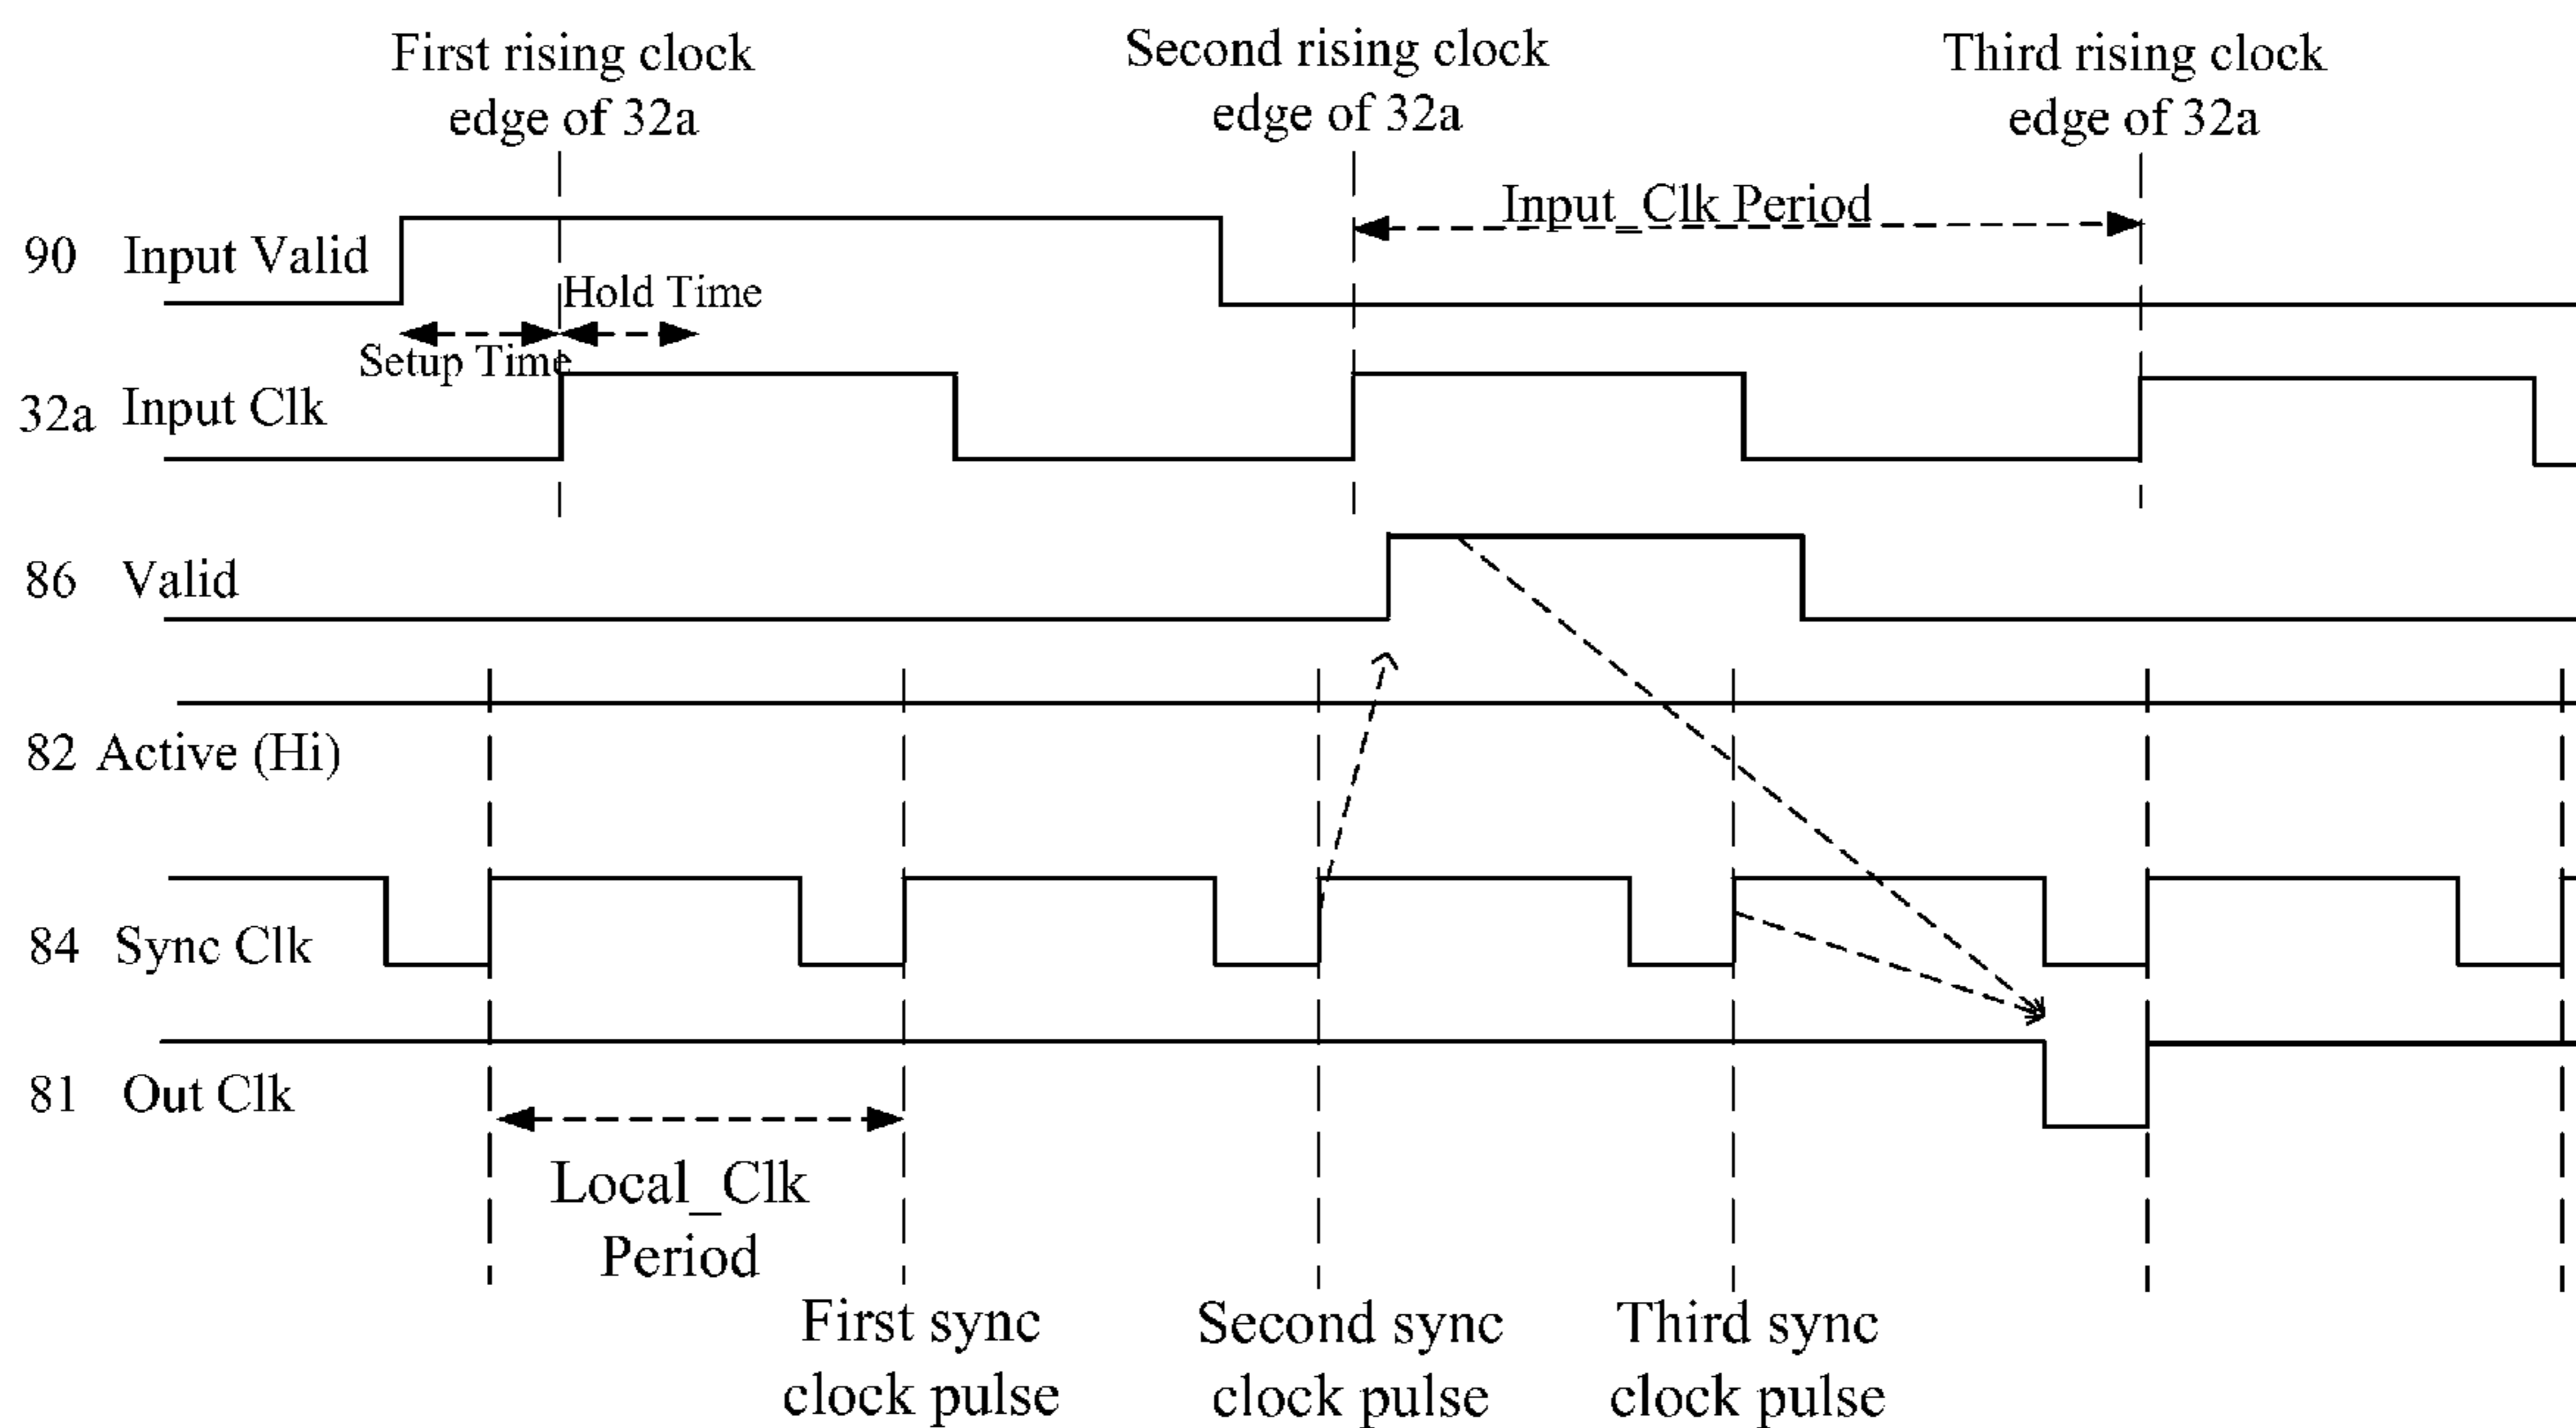 First rising clock
edge of 32a
Second rising clock
edge of 32a
Third rising clock
edge of 32a
Input_Clk Period
90 Input Valid
Hold Time
Setup Time
32a Input Clk
86 Valid
82 Active (Hi)
84 Sync Clk
81 Out Clk
Local_Clk
Period
First sync
clock pulse
Second sync
clock pulse
Third sync
clock pulse